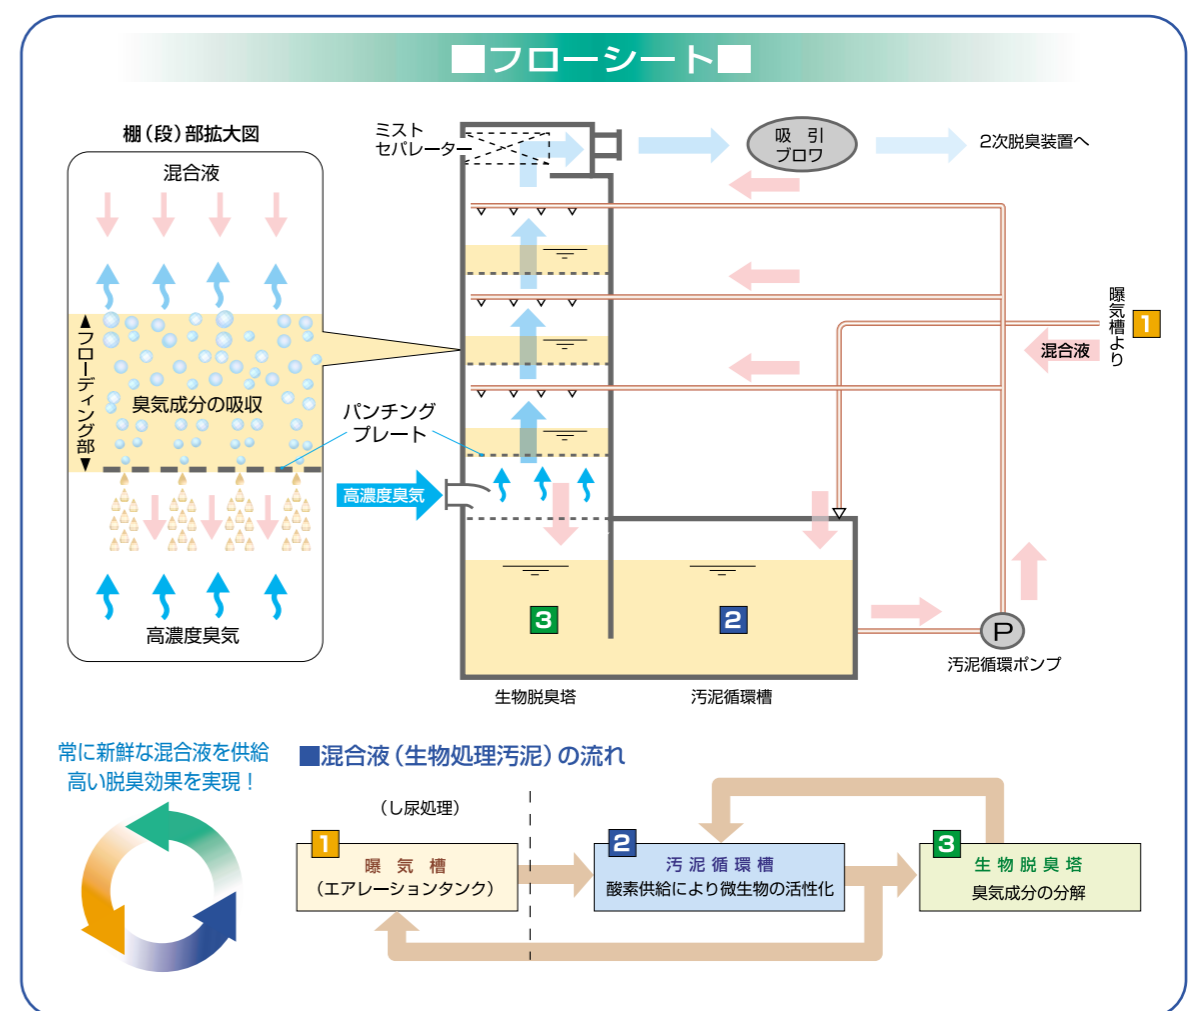 ■フローシート■
棚（段）部拡大図
混合液
▲フローディング部▼
臭気成分の吸収
高濃度臭気
パンチング
プレート
ミスト
セパレーター
吸 引
ブロワ
2次脱臭装置へ
曝気槽より
1
混合液
高濃度臭気
3
2
P
汚泥循環ポンプ
生物脱臭塔
汚泥循環槽
常に新鮮な混合液を供給
高い脱臭効果を実現！
■混合液（生物処理汚泥）の流れ
（し尿処理）
1
曝 気 槽
（エアレーションタンク）
2
汚泥循環槽
酸素供給により微生物の活性化
3
生物脱臭塔
臭気成分の分解